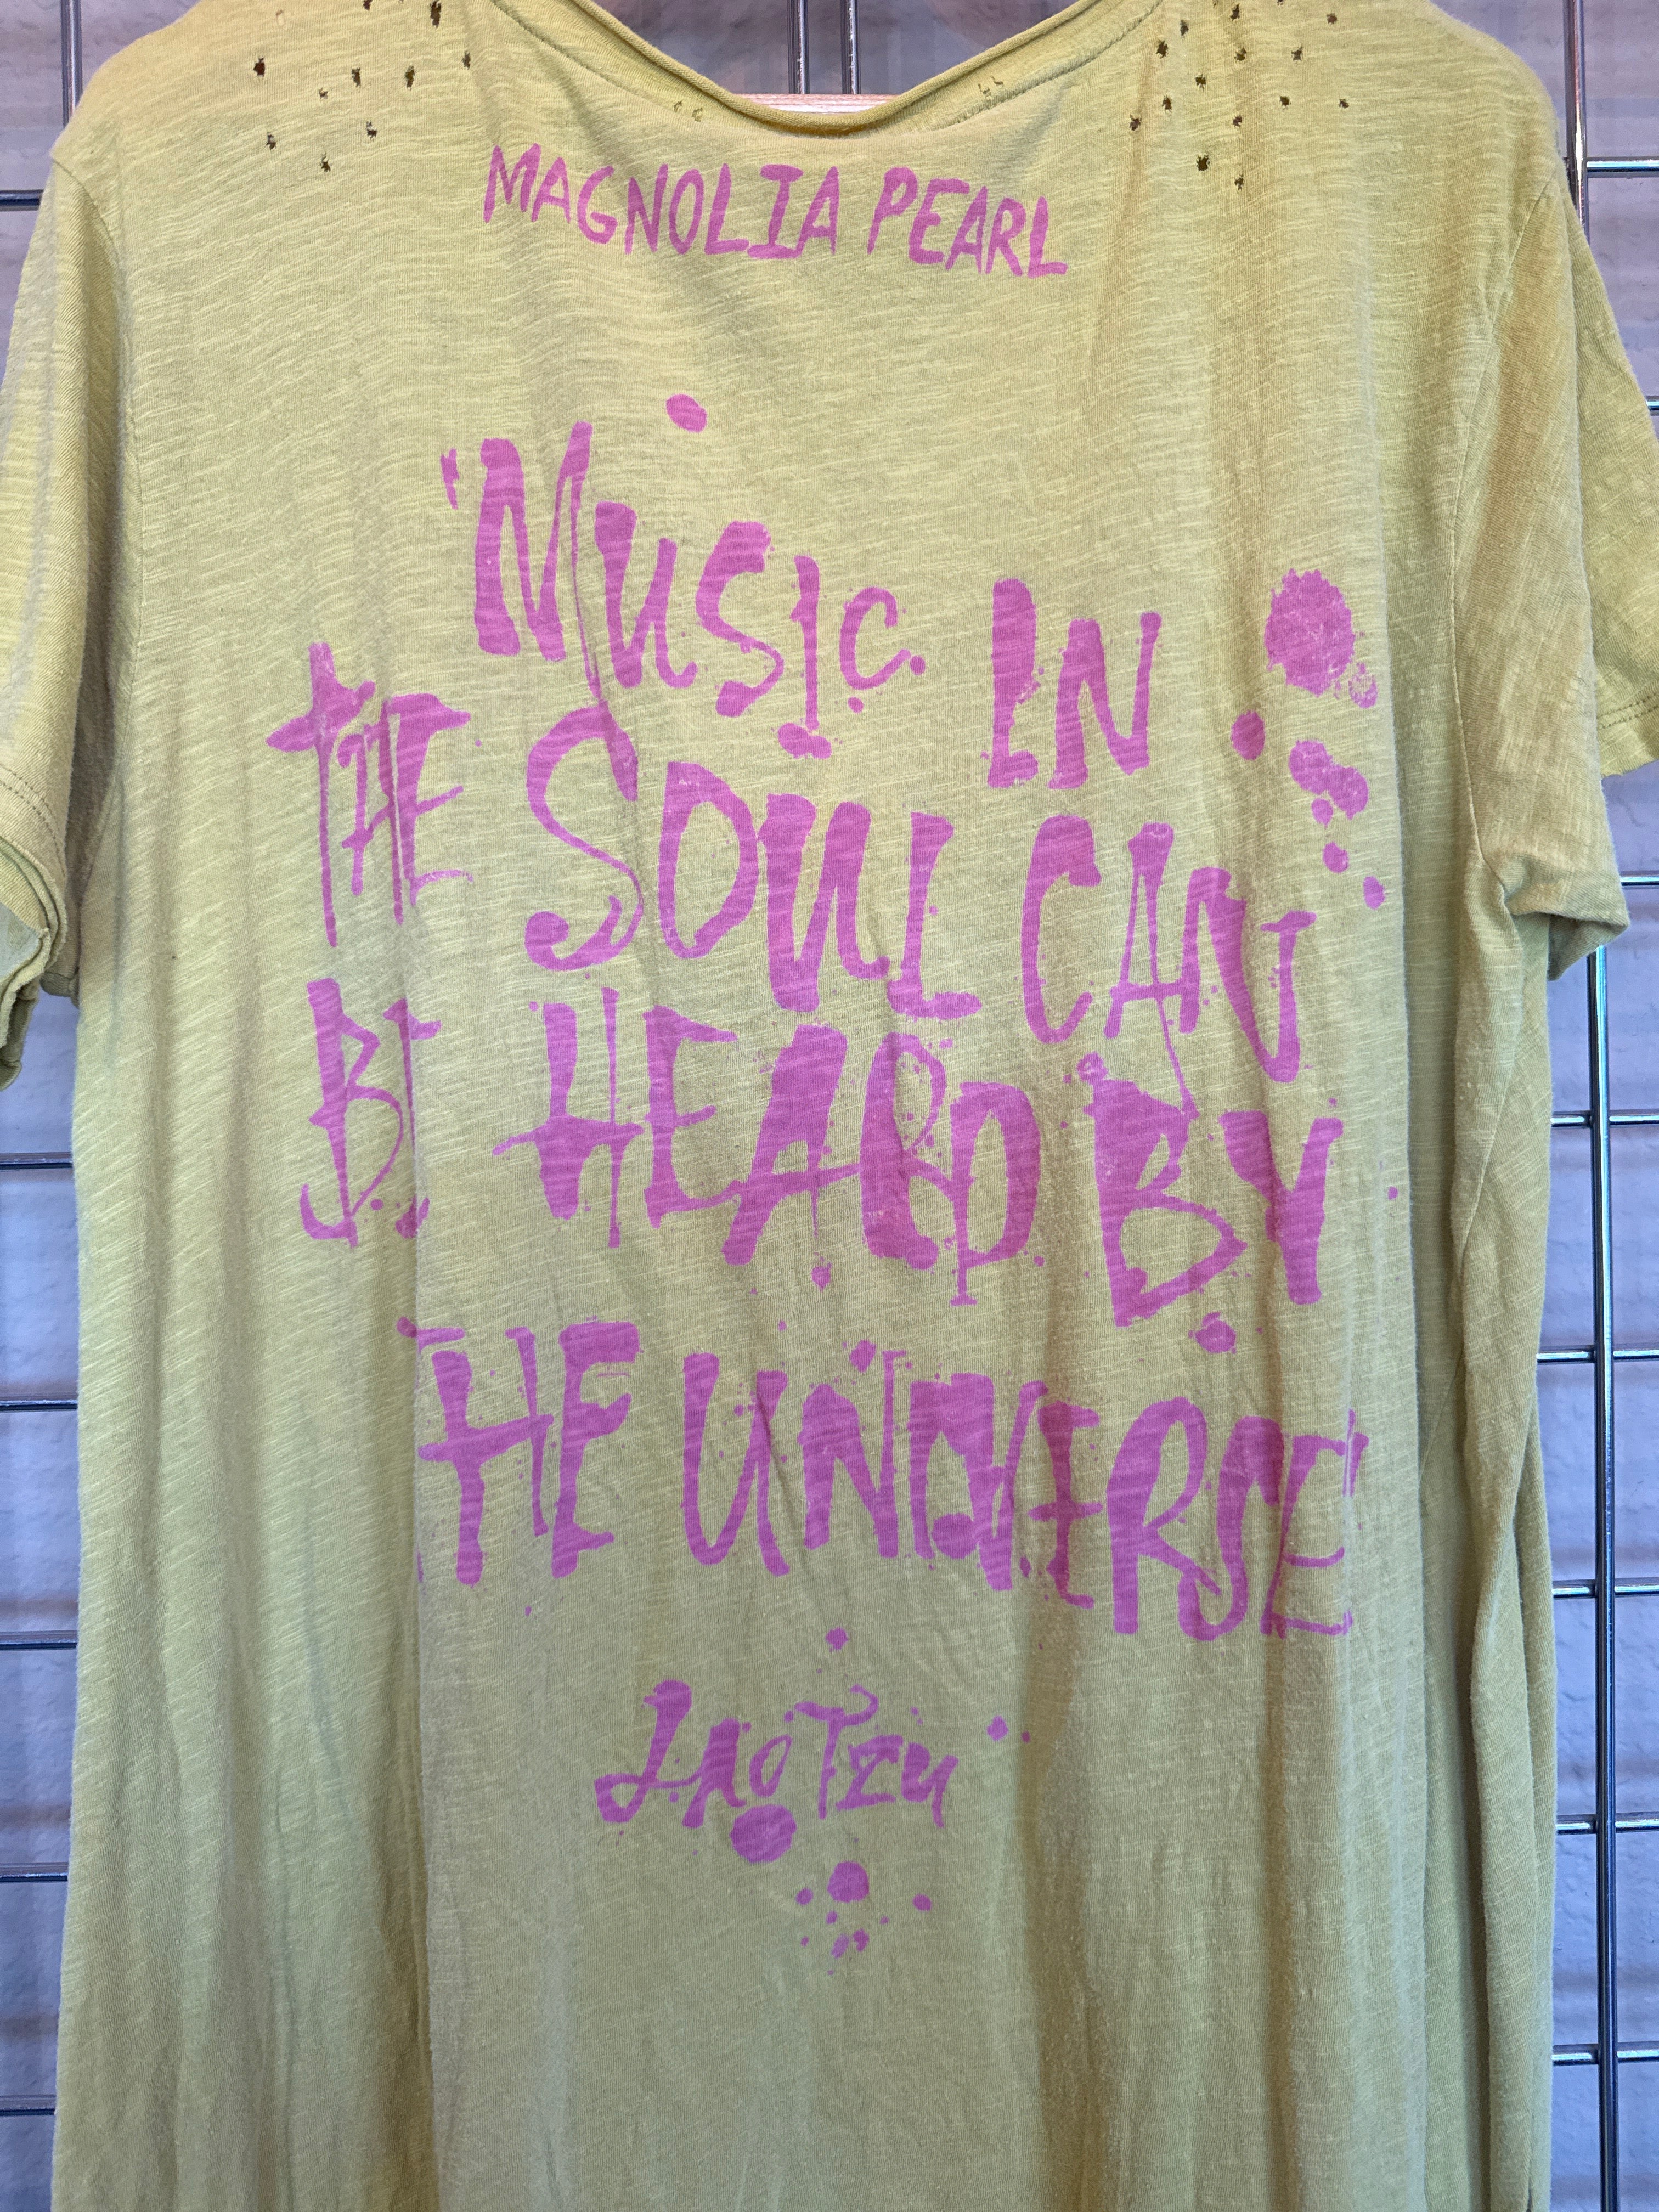 MAGNOLIA PEARL
'MUSIC IN
THE SOUL CAN
BE HEARD BY
THE UNIVERSE'
LAO TZU